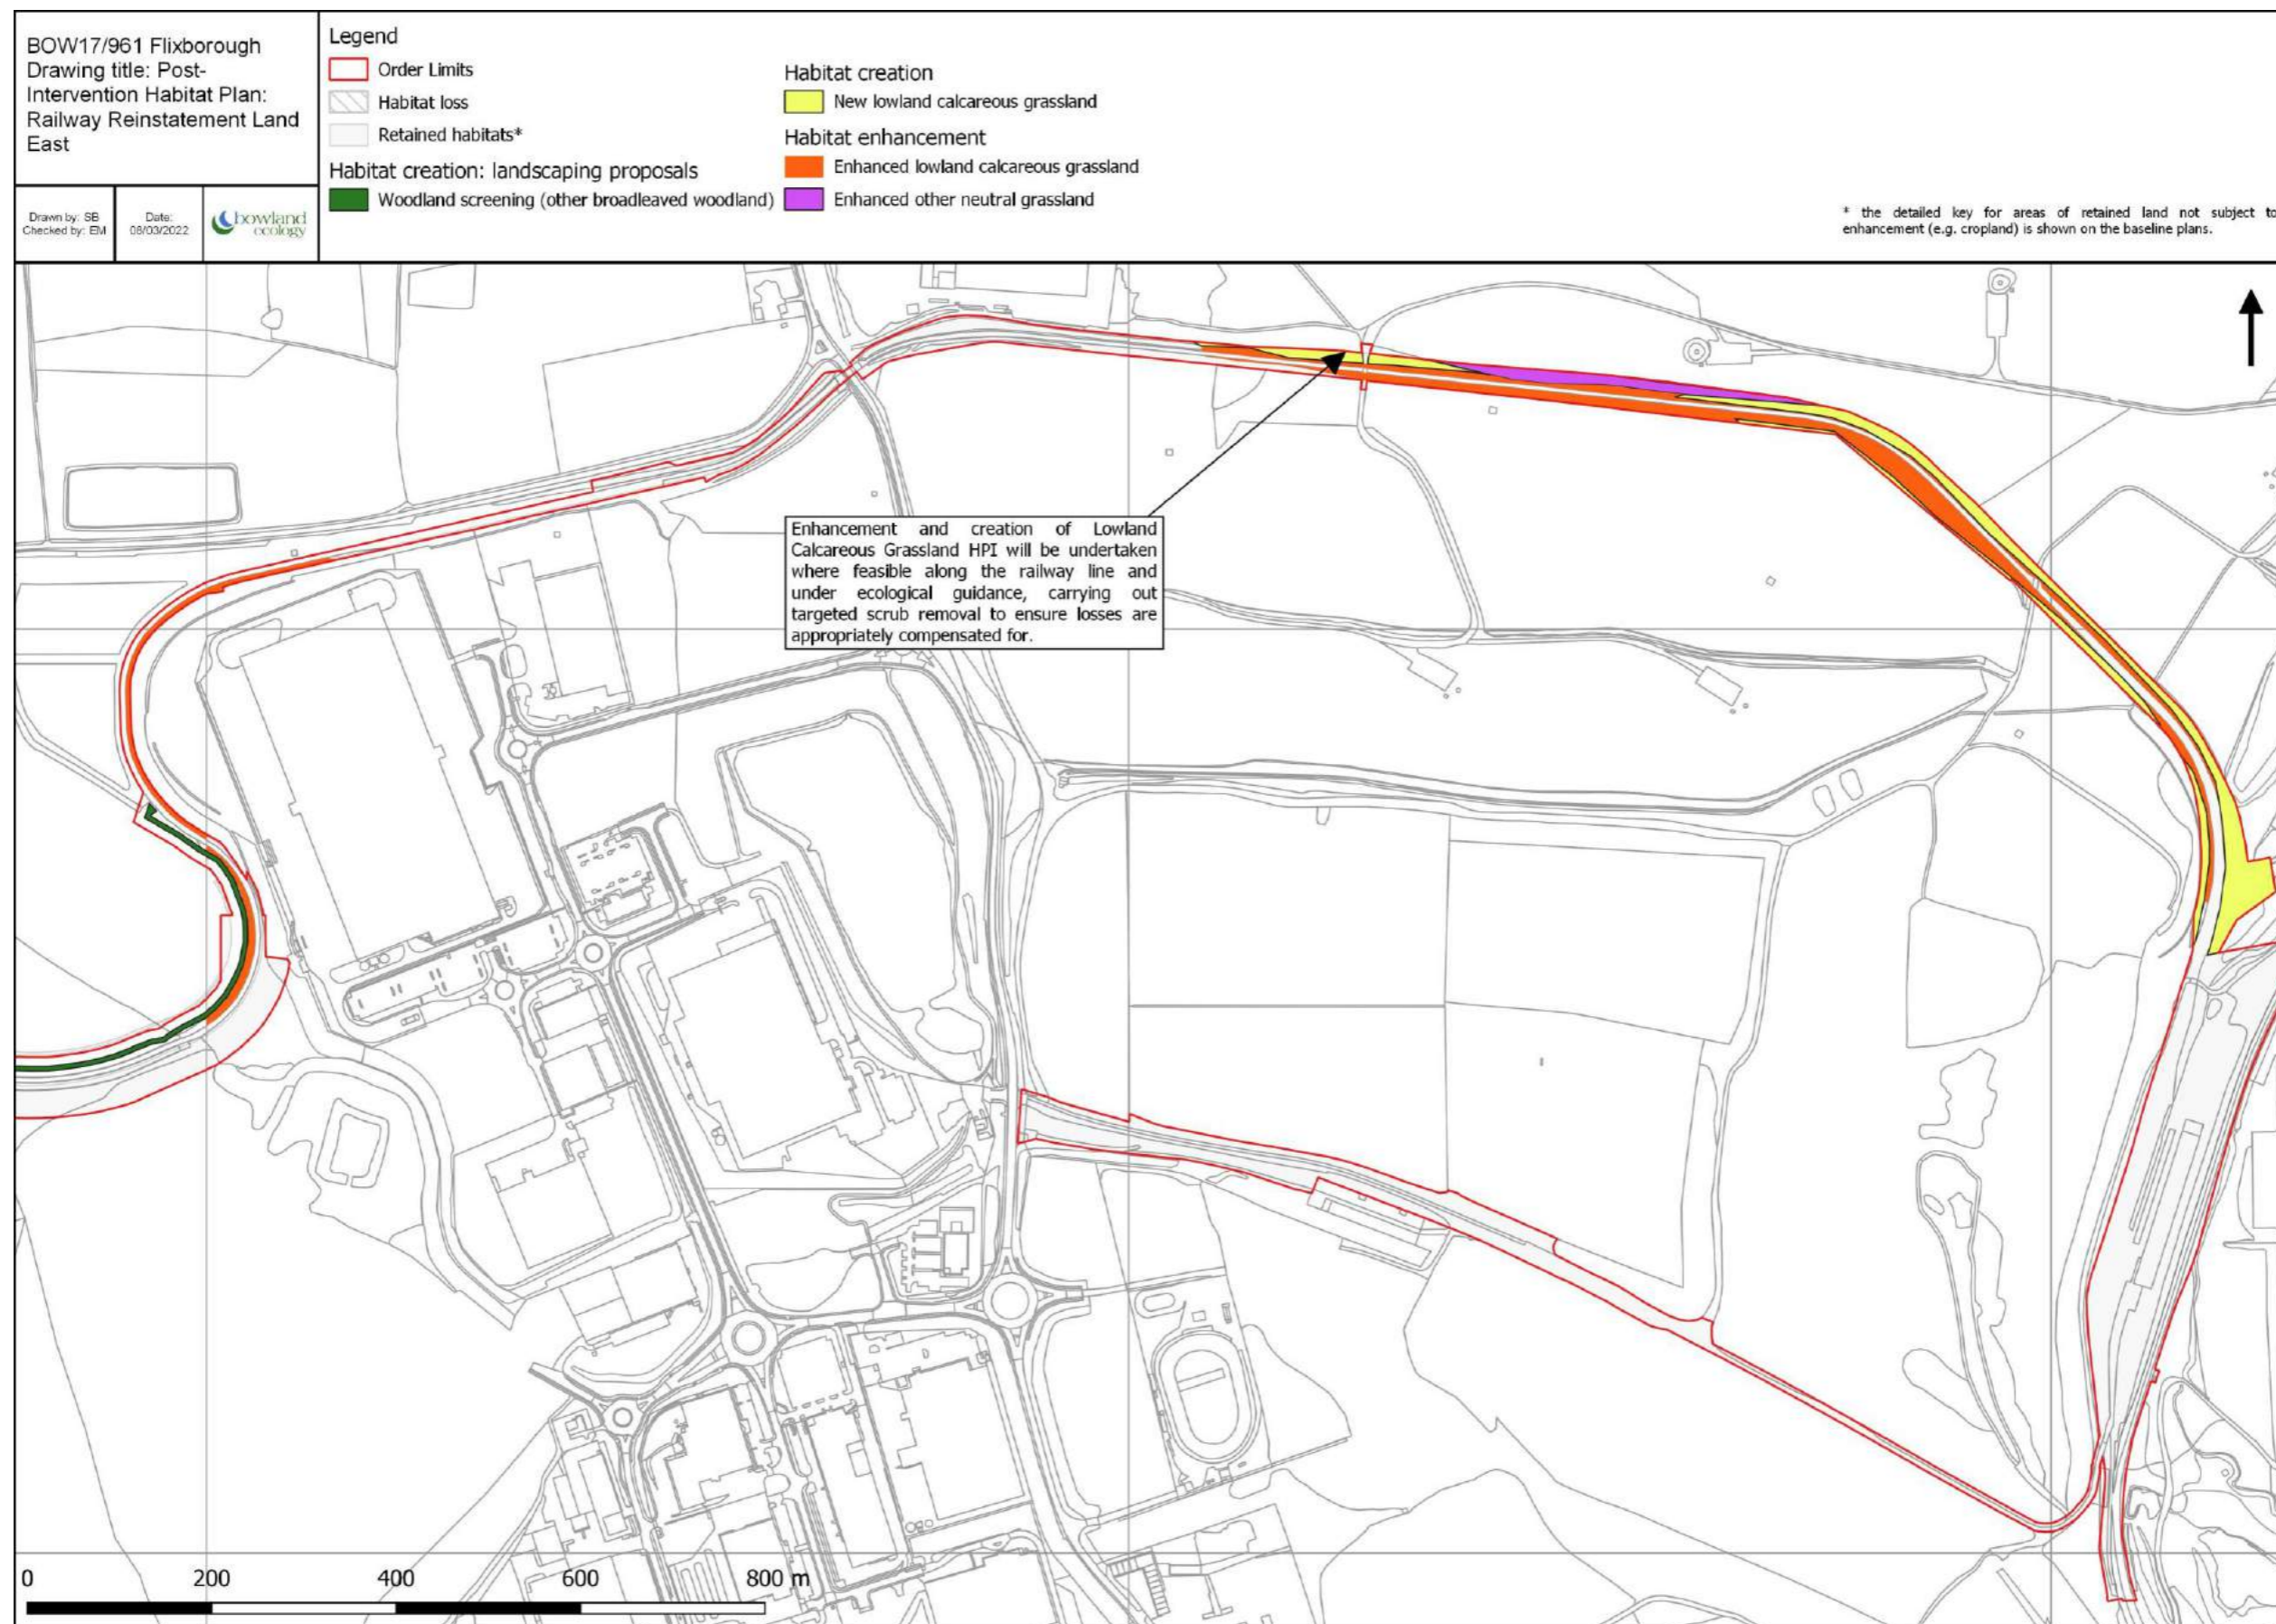 BOW17/961 Flixborough
Drawing title: Post-
Intervention Habitat Plan:
Railway Reinstatement Land
East
Drawn by: SB
Checked by: EM
Date:
08/03/2022
bowland
ecology
Legend
Order Limits
Habitat loss
Retained habitats*
Habitat creation: landscaping proposals
Woodland screening (other broadleaved woodland)
Habitat creation
New lowland calcareous grassland
Habitat enhancement
Enhanced lowland calcareous grassland
Enhanced other neutral grassland
* the detailed key for areas of retained land not subject to
enhancement (e.g. cropland) is shown on the baseline plans.
Enhancement and creation of Lowland
Calcareous Grassland HPI will be undertaken
where feasible along the railway line and
under ecological guidance, carrying out
targeted scrub removal to ensure losses are
appropriately compensated for.
0 200 400 600 800 m